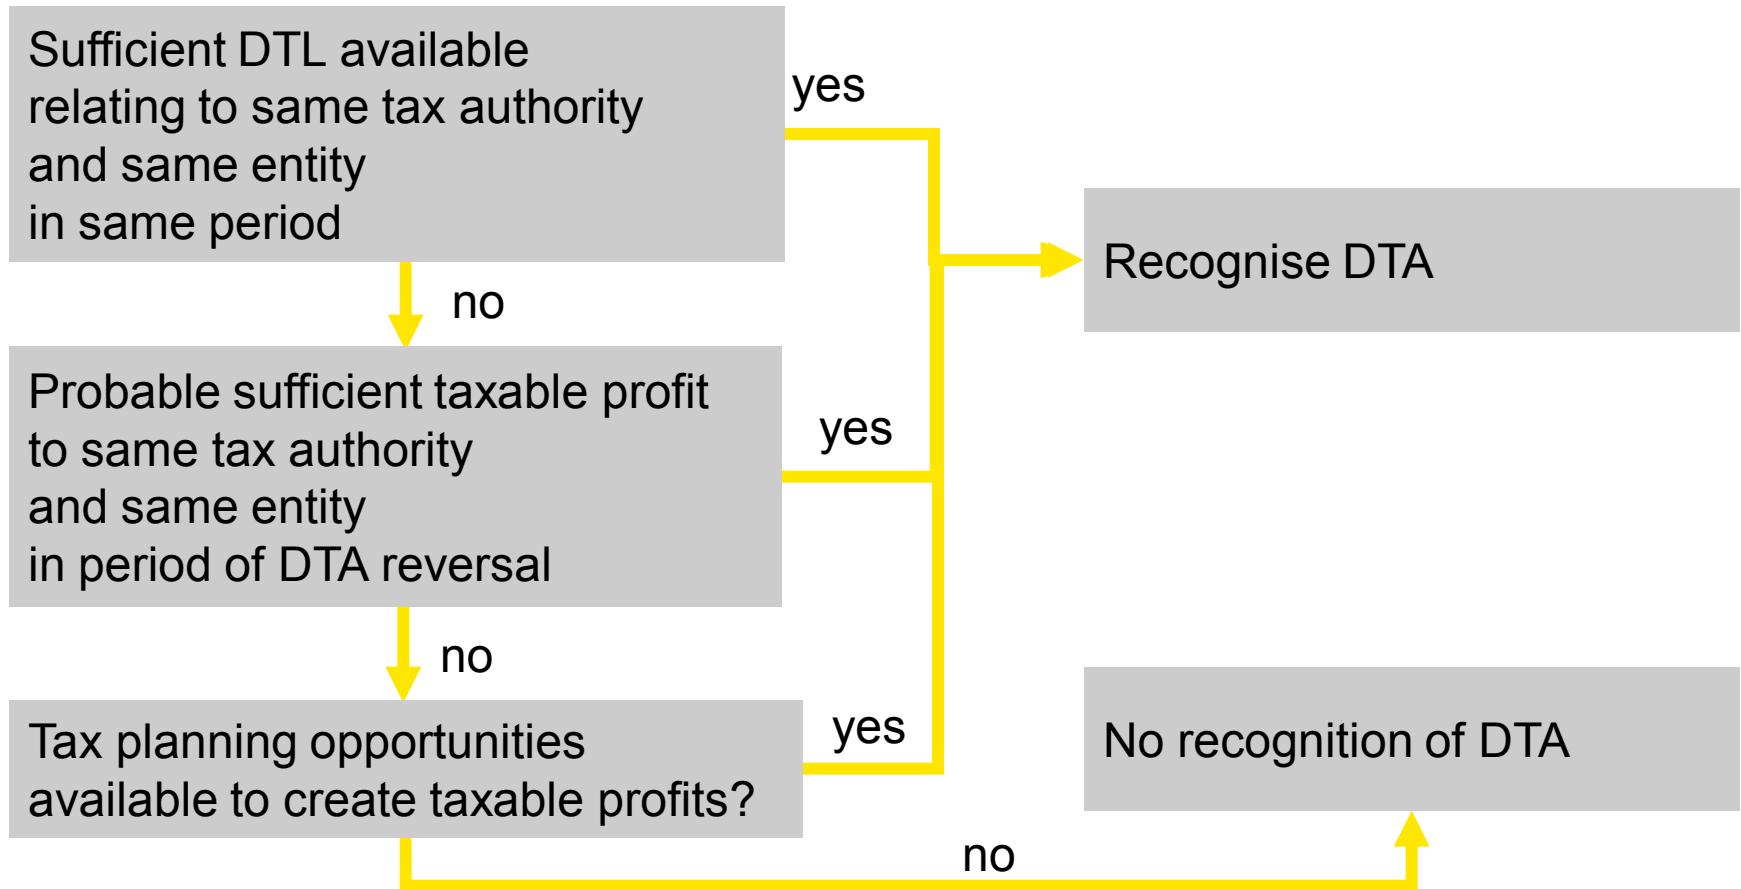 Sufficient DTL available
relating to same tax authority
and same entity
in same period
yes
Recognise DTA
no
Probable sufficient taxable profit
to same tax authority
and same entity
in period of DTA reversal
yes
no
Tax planning opportunities
available to create taxable profits?
yes
No recognition of DTA
no